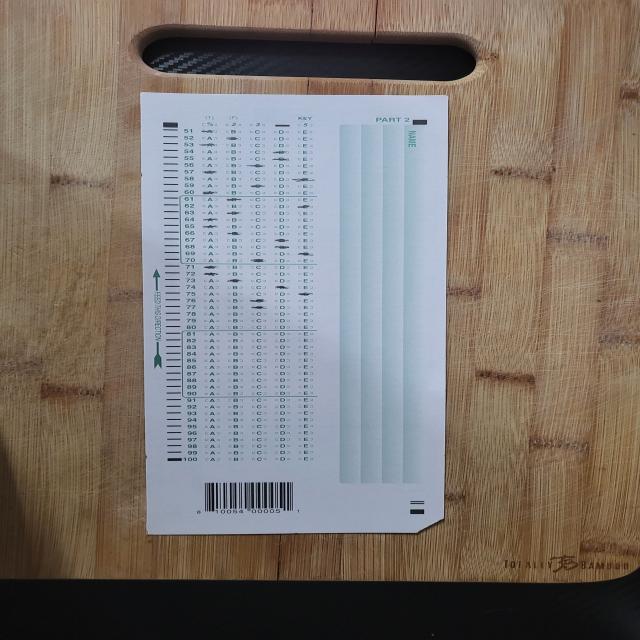 (T) (F) KEY
PART 2
NAME
51 A B C D E
52 A B C D E
53 A B C D E
54 A B C D E
55 A B C D E
56 A B C D E
57 A B C D E
58 A B C D E
59 A B C D E
60 A B C D E
61 A B C D E
62 A B C D E
63 A B C D E
64 A B C D E
65 A B C D E
66 A B C D E
67 A B C D E
68 A B C D E
69 A B C D E
70 A B C D E
71 A B C D E
72 A B C D E
73 A B C D E
74 A B C D E
75 A B C D E
76 A B C D E
77 A B C D E
78 A B C D E
79 A B C D E
80 A B C D E
81 A B C D E
82 A B C D E
83 A B C D E
84 A B C D E
85 A B C D E
86 A B C D E
87 A B C D E
88 A B C D E
89 A B C D E
90 A B C D E
91 A B C D E
92 A B C D E
93 A B C D E
94 A B C D E
95 A B C D E
96 A B C D E
97 A B C D E
98 A B C D E
99 A B C D E
100 A B C D E
FEED THIS DIRECTION
8 10054 00005 1
TOTALLY BAMBOO